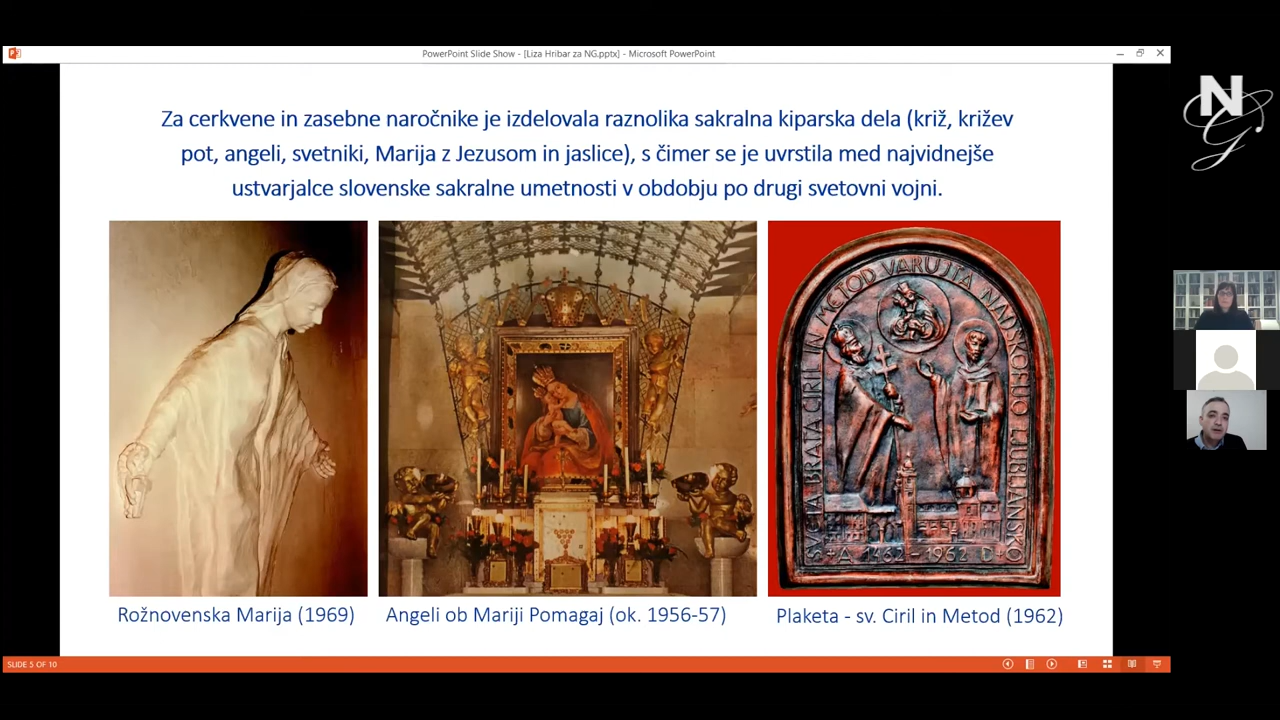 PowerPoint Slide Show - [Liza Hribar za NG.pptx] - Microsoft PowerPoint
Za cerkvene in zasebne naročnike je izdelovala raznolika sakralna kiparska dela (križ, križev
pot, angeli, svetniki, Marija z Jezusom in jaslice), s čimer se je uvrstila med najvidnejše
ustvarjalce slovenske sakralne umetnosti v obdobju po drugi svetovni vojni.
NG
SVETA BRATA CIRIL IN METOD VARUJTA NADŠKOFIJO LJUBLJANSKO
+A 1462-1962 D+
Rožnovenska Marija (1969)
Angeli ob Mariji Pomagaj (ok. 1956-57)
Plaketa - sv. Ciril in Metod (1962)
SLIDE 5 OF 10